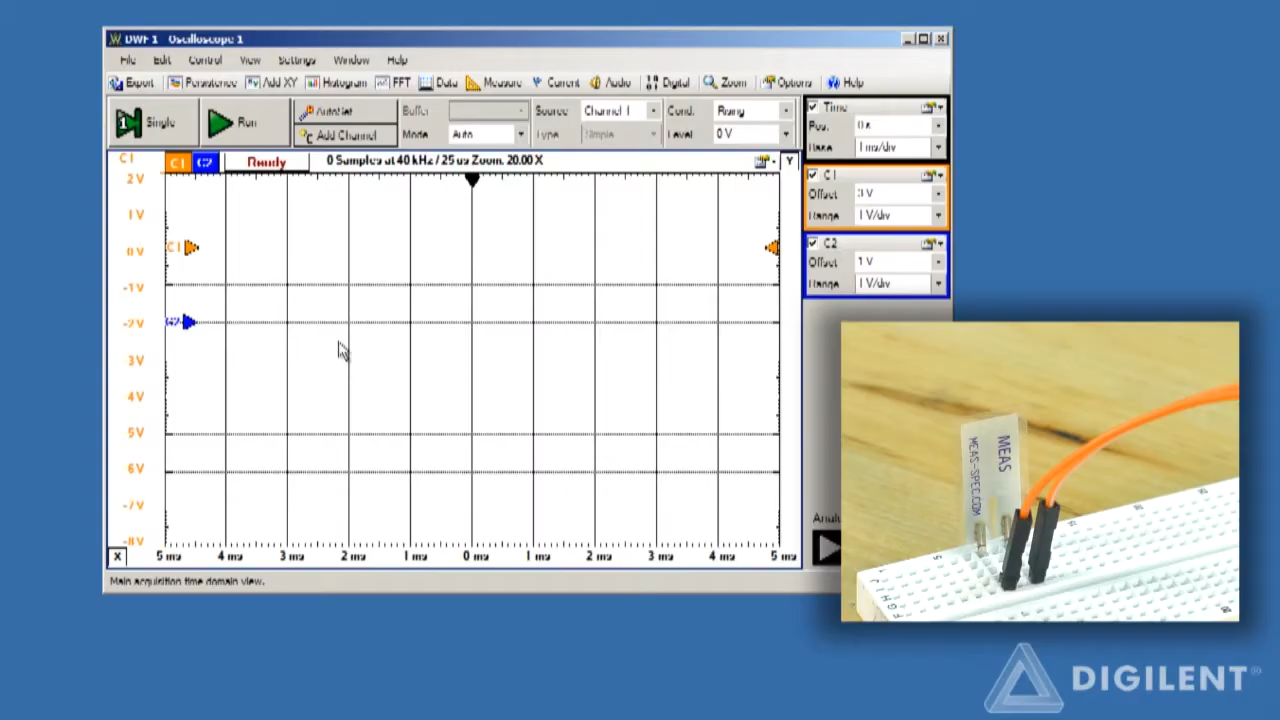 DWF 1 - Oscilloscope 1
File Edit Control View Settings Window Help
Export Persistence Add XY Histogram FFT Data Measure Current Audio Digital Zoom Options Help
Single Run AutoSet Buffer Source Channel 1 Cond. Rising
Add Channel Mode Auto Type Simple Level 0 V
Time
Pos. 0 s
Base 1 ms/div
C1 C1 C2 Ready 0 Samples at 40 kHz / 25 us Zoom: 20.00 X Y
C1
Offset 3 V
Range 1 V/div
C2
Offset 1 V
Range 1 V/div
2 V
1 V
0 V
C1
-1 V
-2 V
C2
3 V
4 V
5 V
6 V
-7 V
-8 V
X 5 ms 4 ms 3 ms 2 ms 1 ms 0 ms 1 ms 2 ms 3 ms 4 ms 5 ms
Main acquisition time domain view.
MEAS
MEAS-SPEC.COM
DIGILENT®